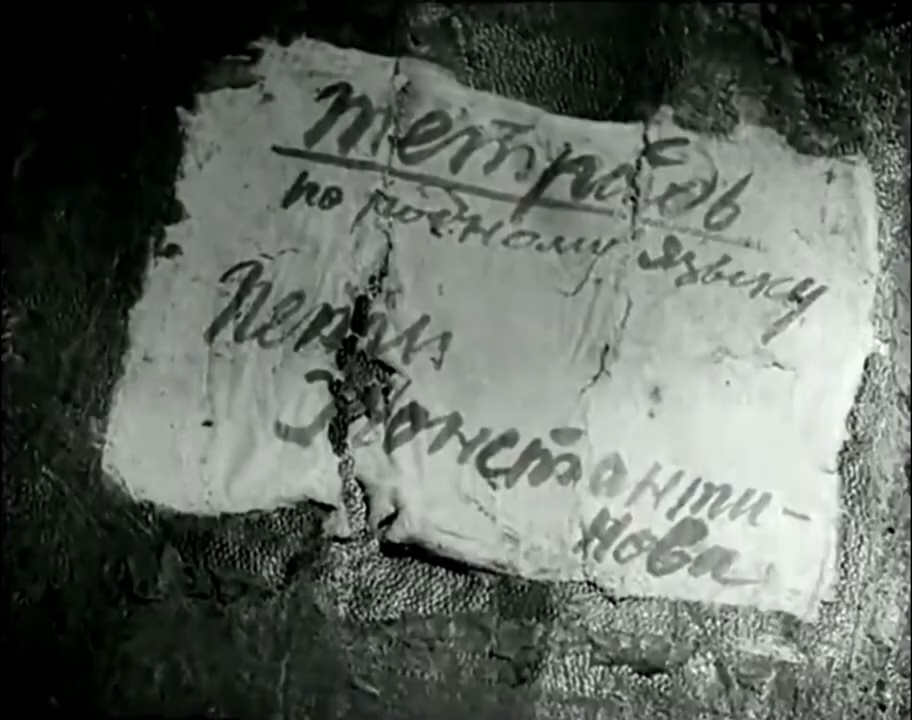 Тетрадь
по родному языку
Пети
Константи-
нова